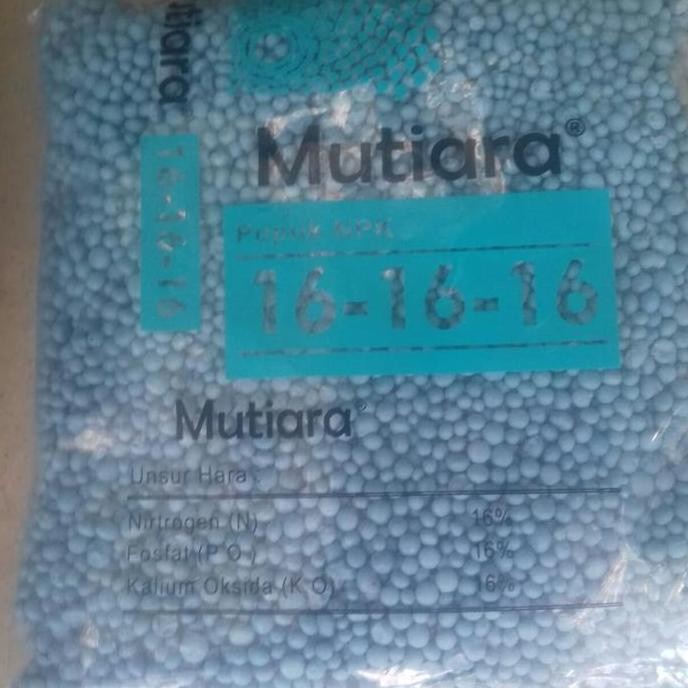 Mutiara
16-16-16
Mutiara®
Pupuk NPK
16-16-16
Mutiara®
Unsur Hara
Nirtrogen (N) 16%
Fosfat (P O ) 16%
Kalium Oksida (K O) 16%